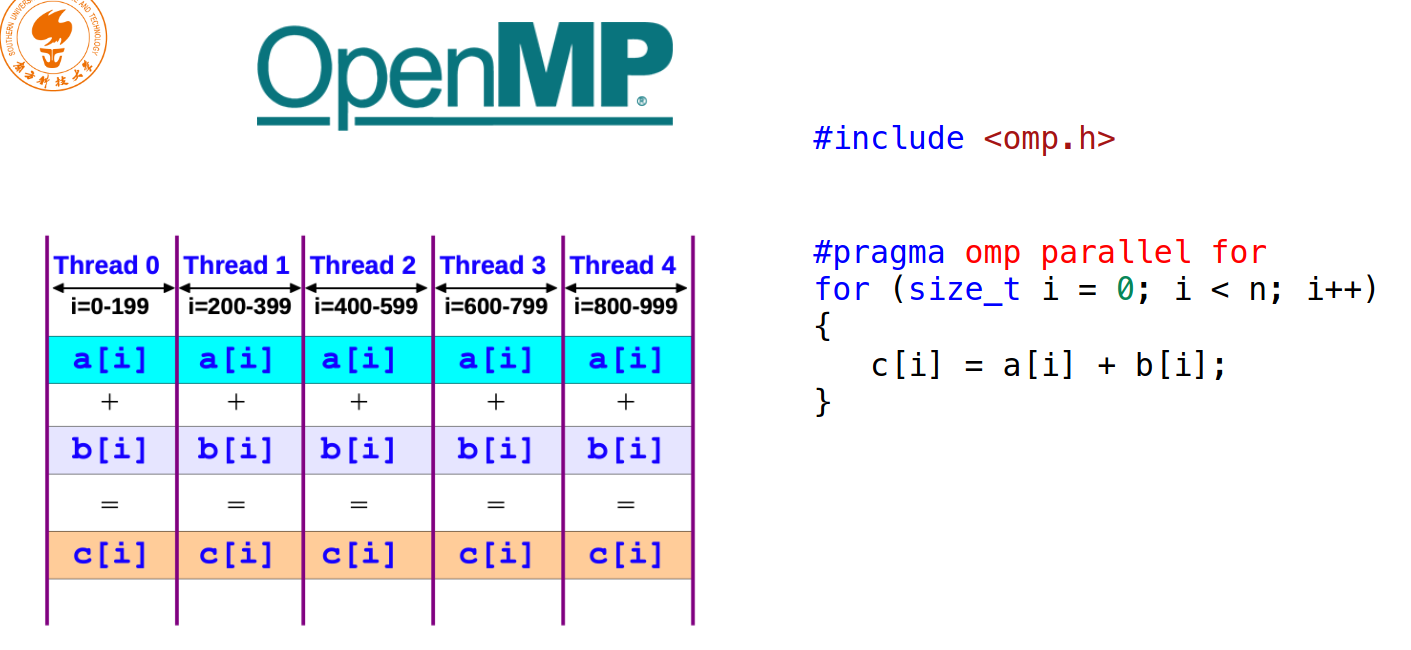 SOUTHERN UNIVERSITY OF SCIENCE AND TECHNOLOGY
南方科技大学
OpenMP®
#include <omp.h>
#pragma omp parallel for
for (size_t i = 0; i < n; i++)
{
c[i] = a[i] + b[i];
}
Thread 0 Thread 1 Thread 2 Thread 3 Thread 4
i=0-199 i=200-399 i=400-599 i=600-799 i=800-999
a[i] a[i] a[i] a[i] a[i]
+ + + + +
b[i] b[i] b[i] b[i] b[i]
= = = = =
c[i] c[i] c[i] c[i] c[i]